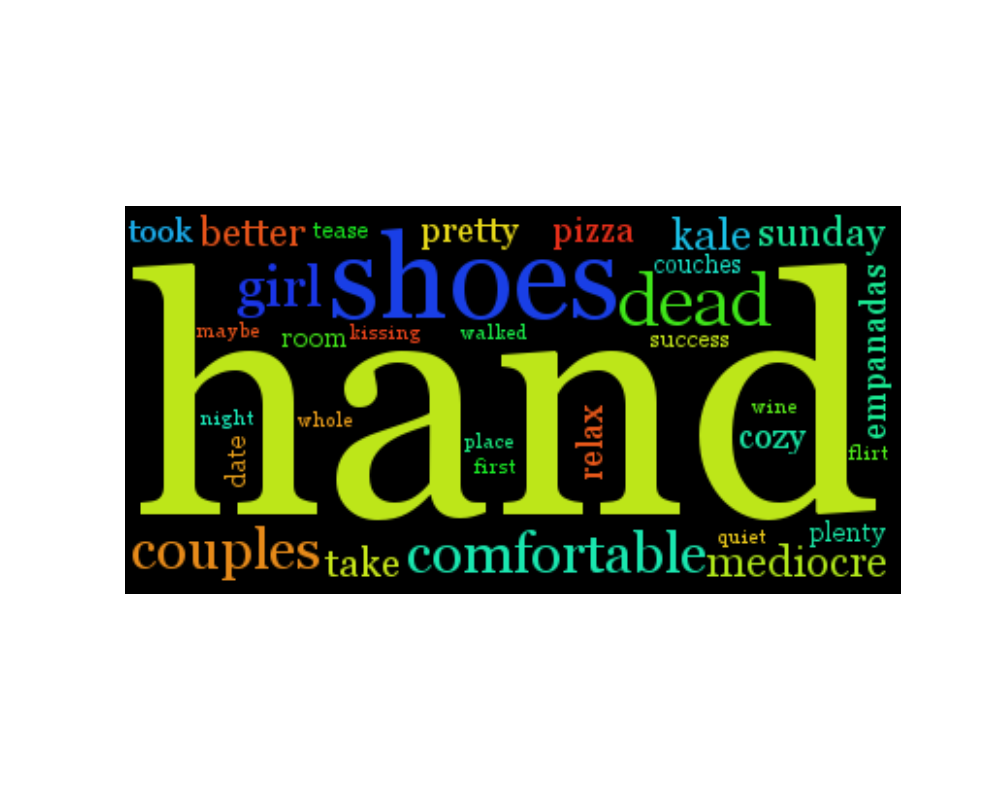 took better tease pretty pizza kale sunday
girl shoes couches dead
maybe room kissing walked success
hand
empanadas
night whole wine
date place relax cozy
first flirt
couples take comfortable quiet plenty
mediocre